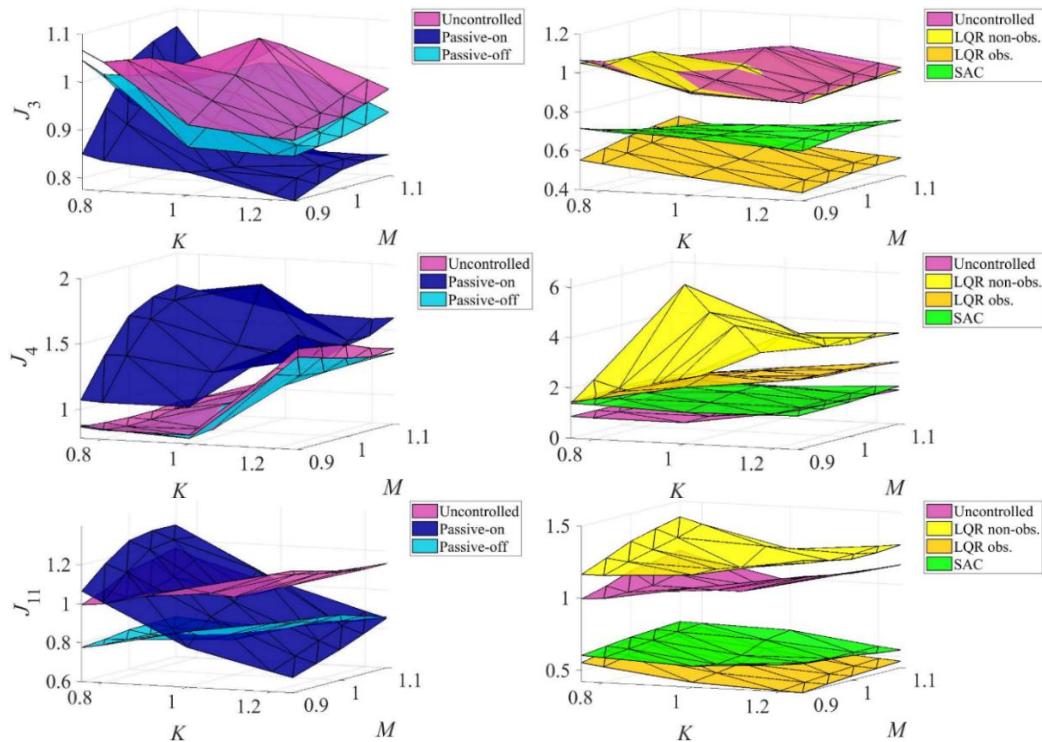 1.1
1
0.9
0.8
J3
0.8
1
1.2
K
0.9
1
1.1
M
Uncontrolled
Passive-on
Passive-off
1.2
1
0.8
0.6
0.4
0.8
1
1.2
K
0.9
1
1.1
M
Uncontrolled
LQR non-obs.
LQR obs.
SAC
2
1.5
1
J4
0.8
1
1.2
K
0.9
1
1.1
M
Uncontrolled
Passive-on
Passive-off
6
4
2
0
0.8
1
1.2
K
0.9
1
1.1
M
Uncontrolled
LQR non-obs.
LQR obs.
SAC
1.2
1
0.8
0.6
J11
0.8
1
1.2
K
0.9
1
1.1
M
Uncontrolled
Passive-on
Passive-off
1.5
1
0.5
0.8
1
1.2
K
0.9
1
1.1
M
Uncontrolled
LQR non-obs.
LQR obs.
SAC